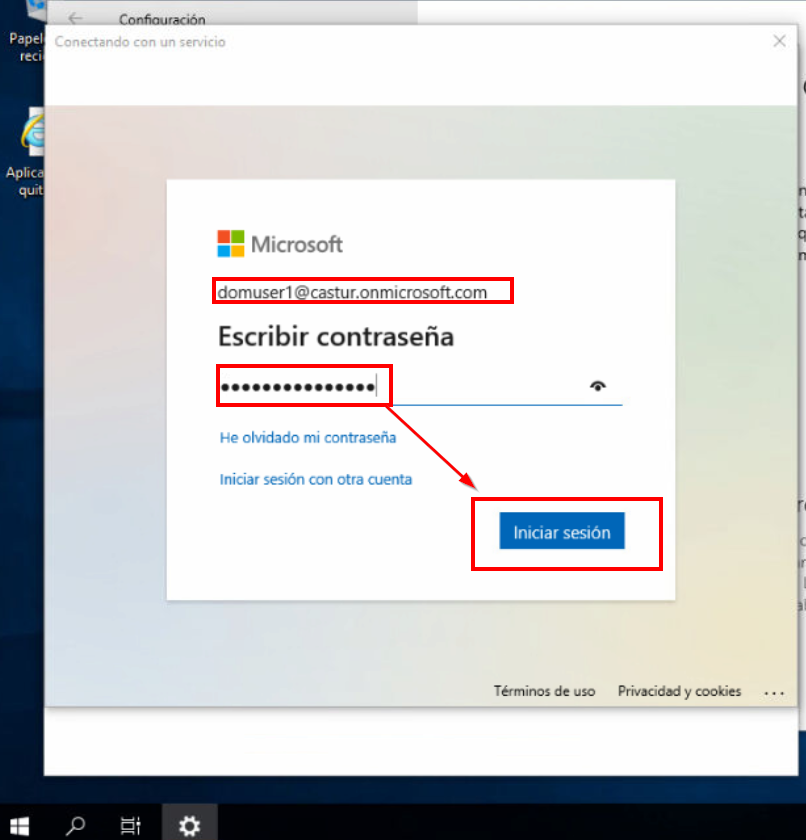 Configuración
Papel
reci
Conectando con un servicio
Aplica
quit
Microsoft
domuser1@castur.onmicrosoft.com
Escribir contraseña
He olvidado mi contraseña
Iniciar sesión con otra cuenta
Iniciar sesión
Términos de uso
Privacidad y cookies
...